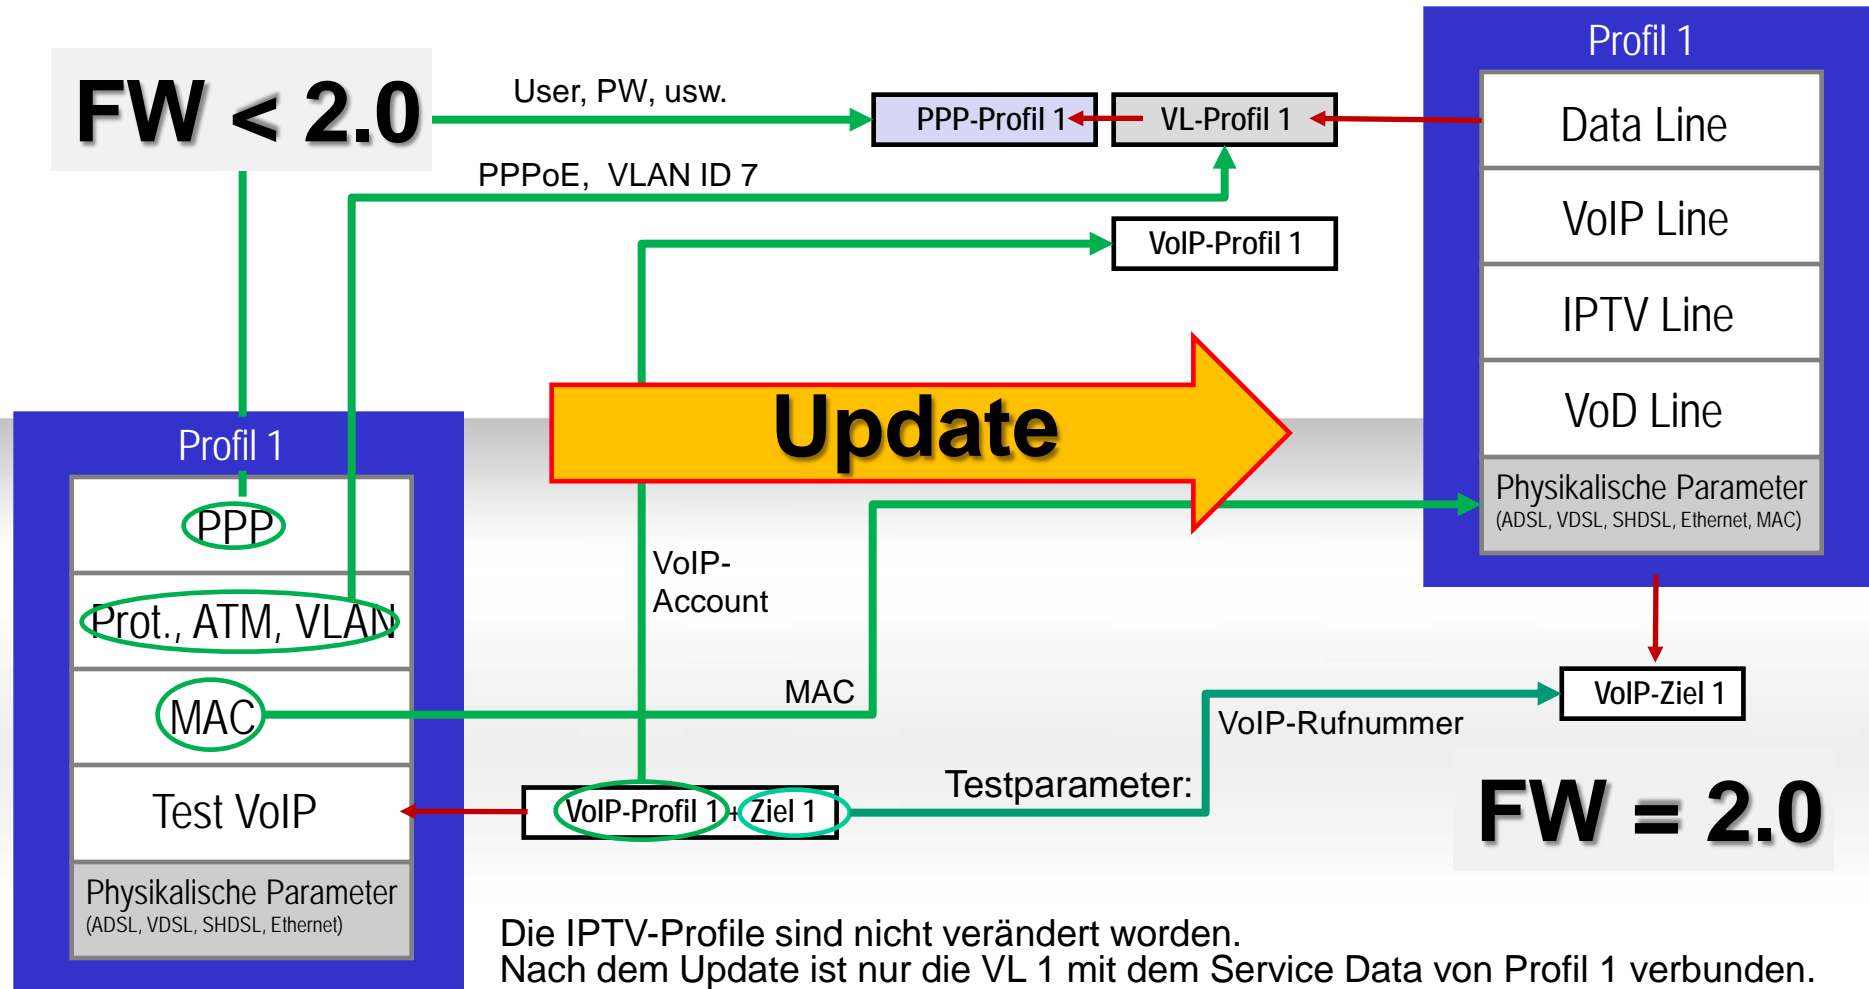 Profil 1
FW < 2.0
User, PW, usw.
PPP-Profil 1
VL-Profil 1
Data Line
PPPoE, VLAN ID 7
VoIP-Profil 1
VoIP Line
IPTV Line
Update
VoD Line
Profil 1
Physikalische Parameter
(ADSL, VDSL, SHDSL, Ethernet, MAC)
PPP
VoIP-
Account
Prot., ATM, VLAN
MAC
MAC
VoIP-Ziel 1
VoIP-Rufnummer
Testparameter:
Test VoIP
VoIP-Profil 1 + Ziel 1
FW = 2.0
Physikalische Parameter
(ADSL, VDSL, SHDSL, Ethernet)
Die IPTV-Profile sind nicht verändert worden.
Nach dem Update ist nur die VL 1 mit dem Service Data von Profil 1 verbunden.